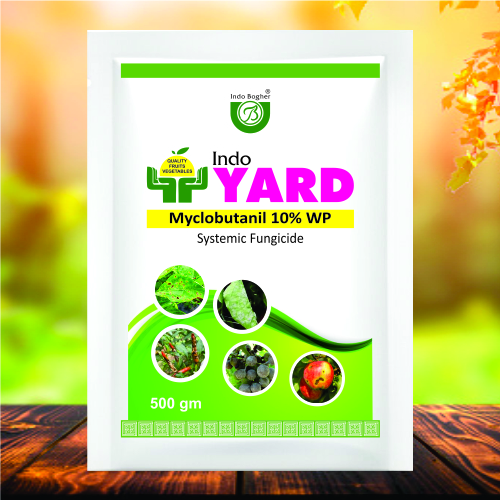 Indo Bogher®
B
QUALITY
FRUITS
VEGETABLES
Indo
YARD
Myclobutanil 10% WP
Systemic Fungicide
500 gm